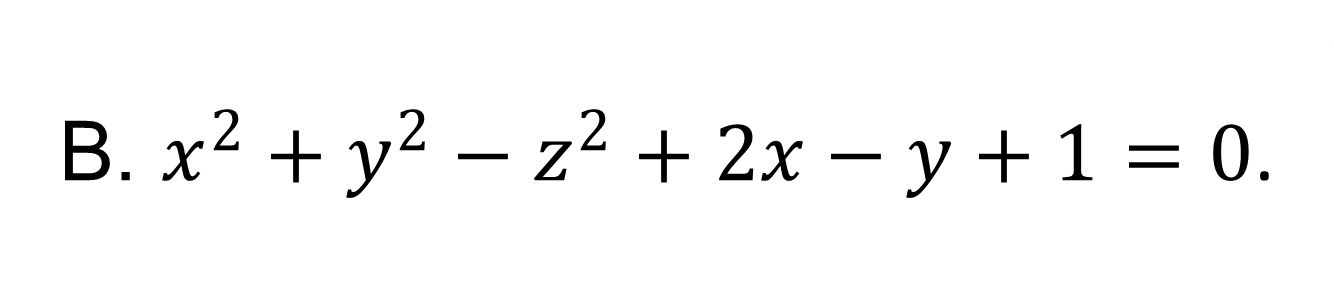 B. x² + y² − z² + 2x − y + 1 = 0.